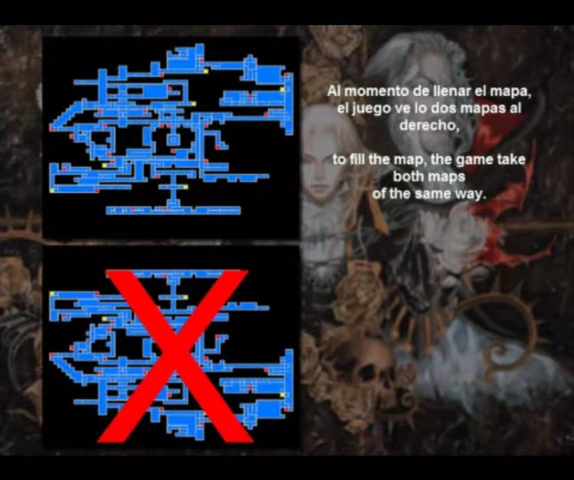 Al momento de llenar el mapa,
el juego ve lo dos mapas al
derecho,
to fill the map, the game take
both maps
of the same way.